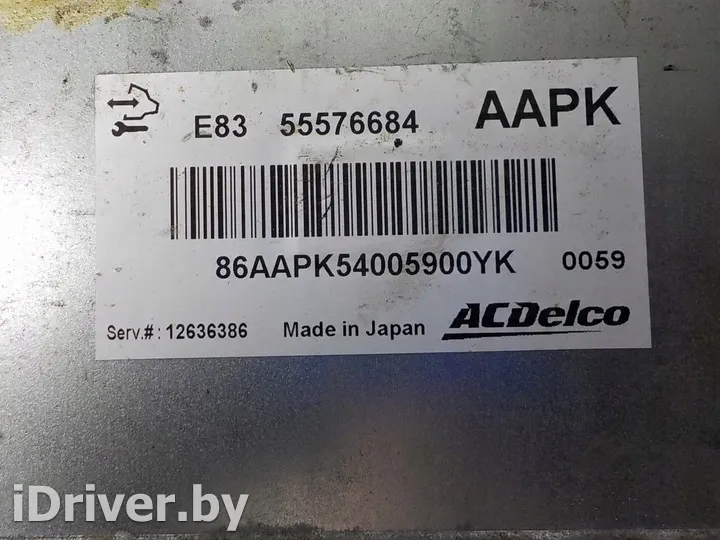 E83 55576684 AAPK
86AAPK54005900YK 0059
Serv.#: 12636386 Made in Japan ACDelco
iDriver.by